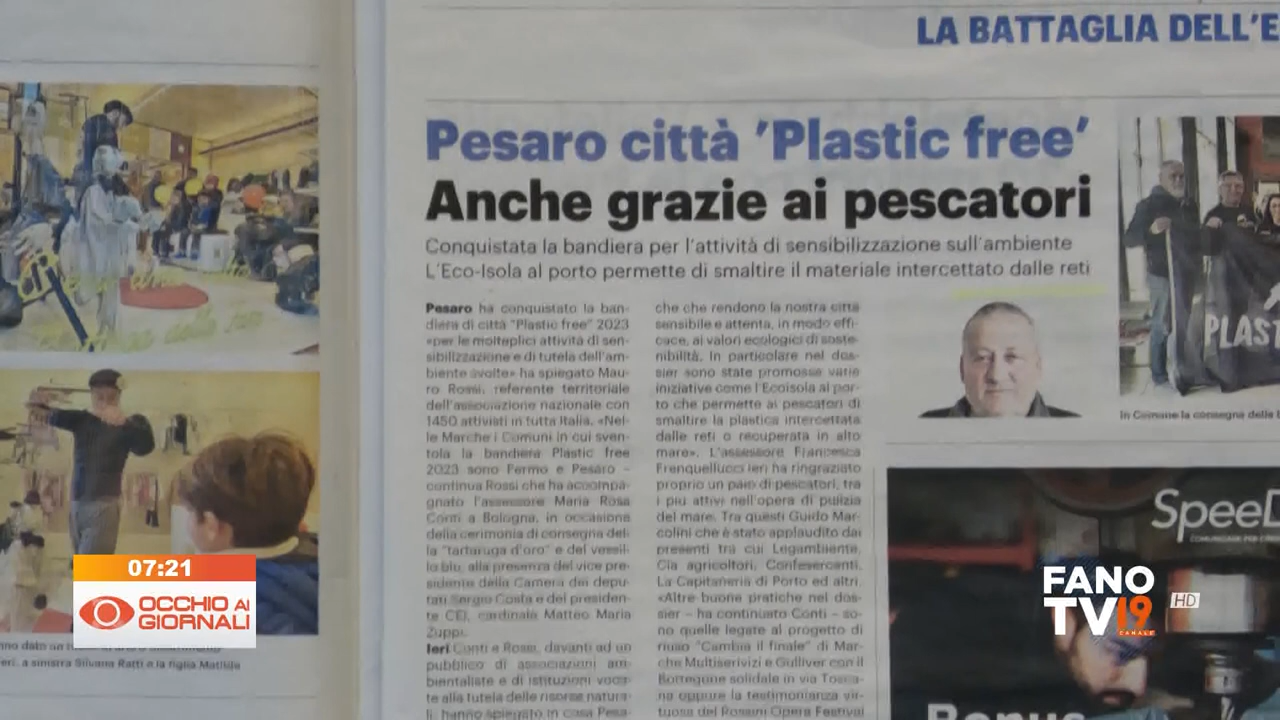 LA BATTAGLIA DELL'E
Pesaro città 'Plastic free'
Anche grazie ai pescatori
Conquistata la bandiera per l'attività di sensibilizzazione sull'ambiente
L'Eco-Isola al porto permette di smaltire il materiale intercettato dalle reti
Pesaro ha conquistato la ban-
diera di città "Plastic free" 2023
«per le molteplici attività di sen-
sibilizzazione e di tutela dell'am-
biente svolte» ha spiegato Mau-
ro Rossi, referente territoriale
dell'associazione nazionale con
1450 attivisti in tutta Italia. «Nel-
le Marche i Comuni in cui sven-
tola la bandiera Plastic free
2023 sono Fermo e Pesaro -
continua Rossi che ha accompa-
gnato l'assessore Maria Rosa
Conti a Bologna, in occasione
della cerimonia di consegna del-
la "tartaruga d'oro" e del vessil-
lo blu, alla presenza del vice pre-
sidente della Camera dei depu-
tati Sergio Costa e del presiden-
te CEI, cardinale Matteo Maria
Zuppi.
Ieri Conti e Rossi, davanti ad un
pubblico di associazioni am-
bientaliste e di istituzioni voca-
te alla tutela delle risorse natura-
li, hanno spiegato in casa Pesa-
che che rendono la nostra città
sensibile e attenta, in modo effi-
cace, ai valori ecologici di soste-
nibilità. In particolare nel dos-
sier sono state promosse varie
iniziative come l'Ecoisola al por-
to che permette ai pescatori di
smaltire la plastica intercettata
dalle reti o recuperata in alto
mare». L'assessore Francesca
Frenquellucci ieri ha ringraziato
proprio un paio di pescatori, tra
i più attivi nell'opera di pulizia
del mare. Tra questi Guido Mar-
colini che è stato applaudito dai
presenti tra cui Legambiente,
Cia agricoltori, Confesercenti,
La Capitaneria di Porto ed altri.
«Altre buone pratiche nel dos-
sier – ha continuato Conti – so-
no quelle legate al progetto di
riuso "Cambia il finale" di Mar-
che Multiservizi e Gulliver con il
Bottegone solidale in via Tosca-
na oppure la testimonianza vir-
tuosa del Rossini Opera Festival
PLAST
In Comune la consegna della
SpeeD
Bonus
eri, a sinistra Silvana Ratti e la figlia Matilde
07:21
OCCHIO AI
GIORNALI
FANO
TV19
CANALE
HD